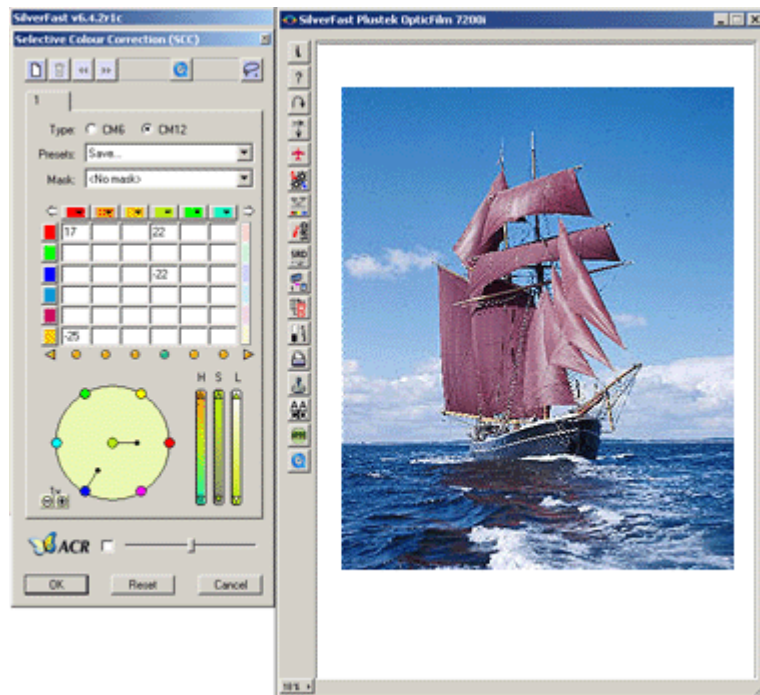 SilverFast v6.4.2r1c
Selective Colour Correction (SCC)
1
Type: CM6 CM12
Presets: Save...
Mask: <No mask>
17 22
-22
-25
H S L
ACR
OK Reset Cancel
SilverFast Plustek OpticFilm 7200i
i
?
SRD